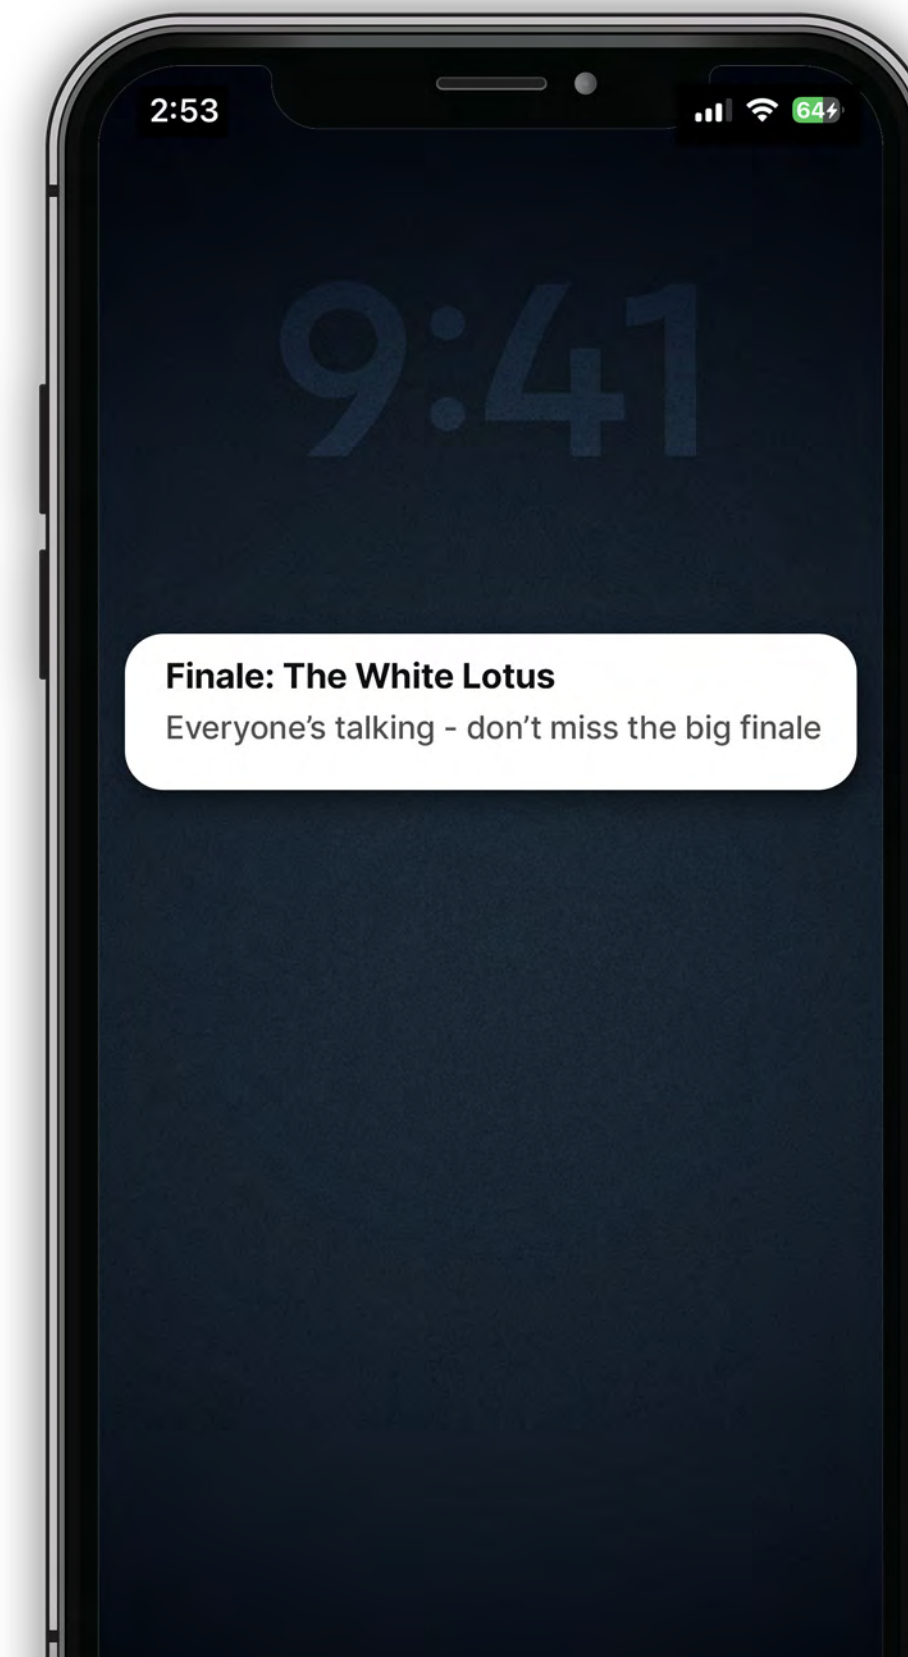 2:53
64
9:41
Finale: The White Lotus
Everyone’s talking - don’t miss the big finale